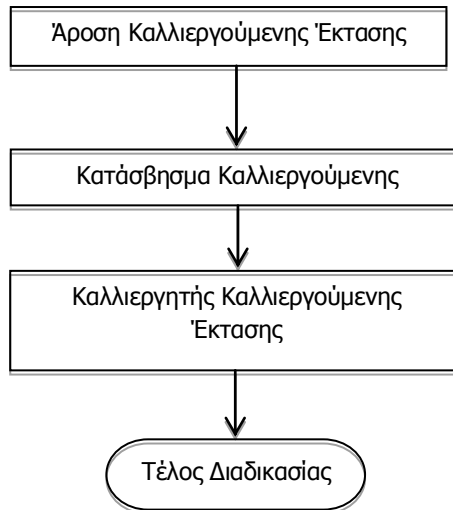 Άροση Καλλιεργούμενης Έκτασης
Κατάσβησμα Καλλιεργούμενης
Καλλιεργητής Καλλιεργούμενης
Έκτασης
Τέλος Διαδικασίας